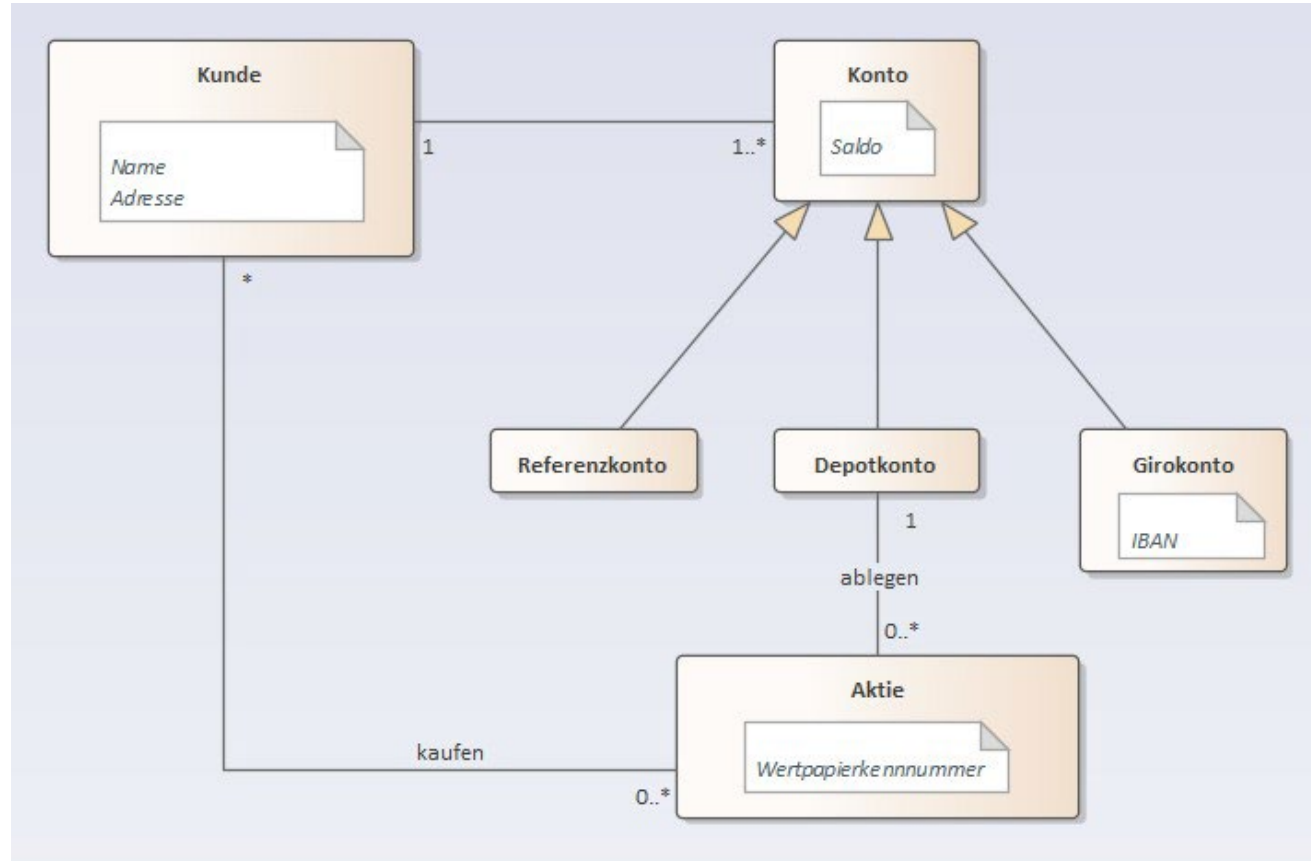 Kunde
Name
Adresse
1
1..*
Konto
Saldo
*
Referenzkonto
Depotkonto
Girokonto
IBAN
1
ablegen
0..*
Aktie
Wertpapierkennnummer
kaufen
0..*